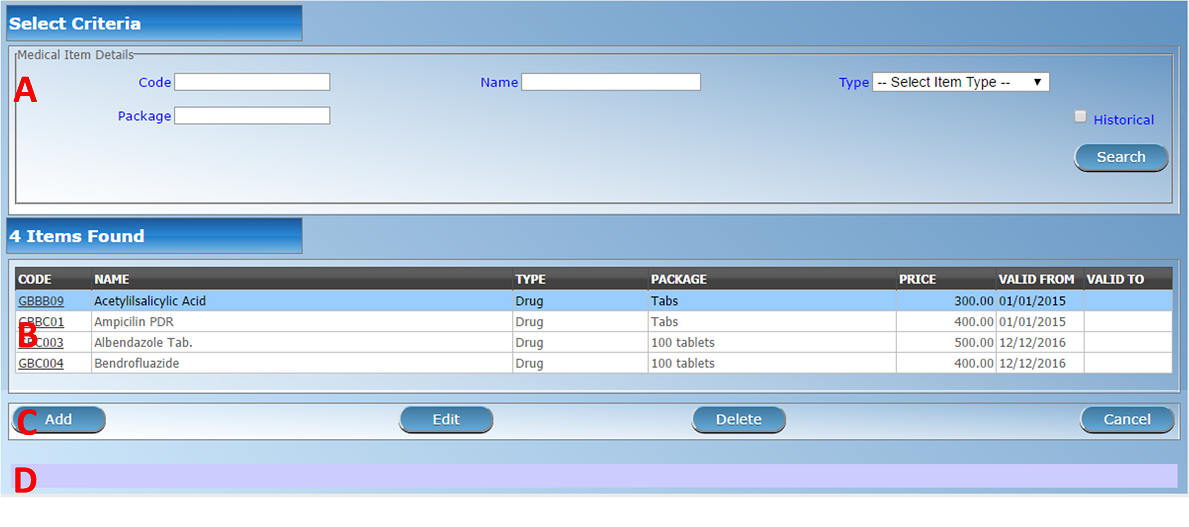 Select Criteria
Medical Item Details
A
Code Name Type -- Select Item Type --
Package Historical
Search
4 Items Found
CODE NAME TYPE PACKAGE PRICE VALID FROM VALID TO
GBBB09 Acetylilsalicylic Acid Drug Tabs 300.00 01/01/2015
GBBC01 Ampicilin PDR Drug Tabs 400.00 01/01/2015
B
GBC003 Albendazole Tab. Drug 100 tablets 500.00 12/12/2016
GBC004 Bendrofluazide Drug 100 tablets 400.00 12/12/2016
C Add Edit Delete Cancel
D